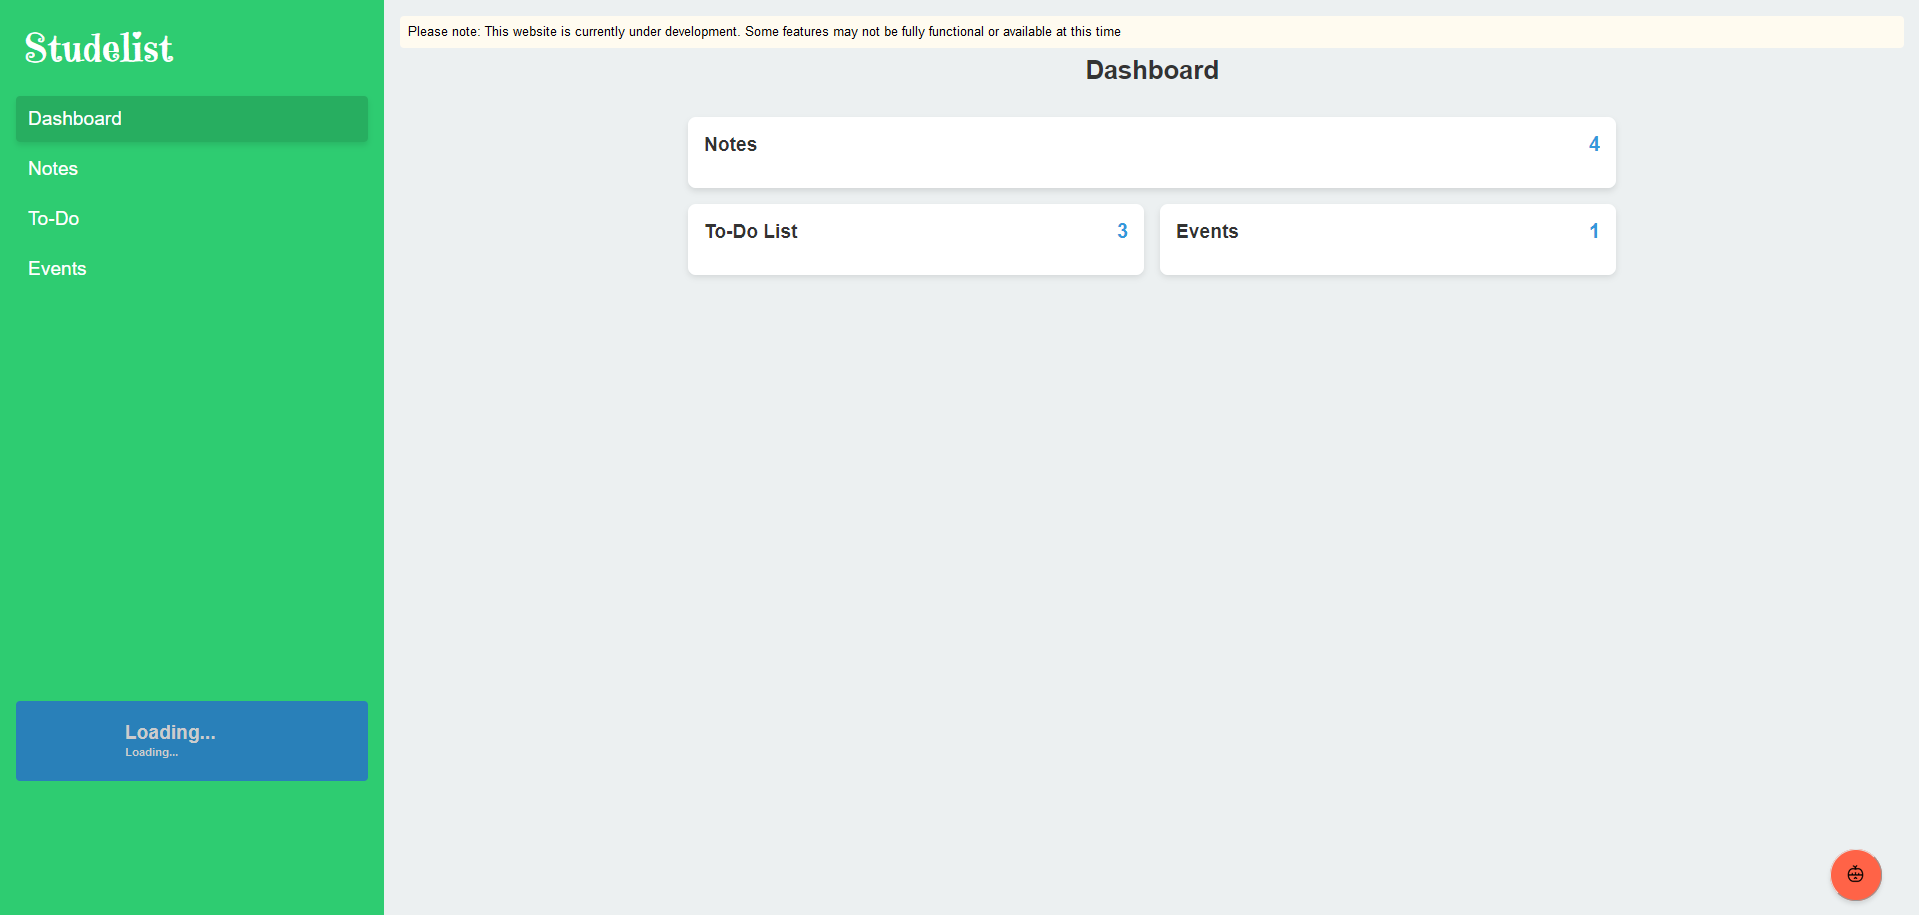 Studelist
Dashboard
Notes
To-Do
Events
Loading...
Loading...
Please note: This website is currently under development. Some features may not be fully functional or available at this time
Dashboard
Notes 4
To-Do List 3
Events 1